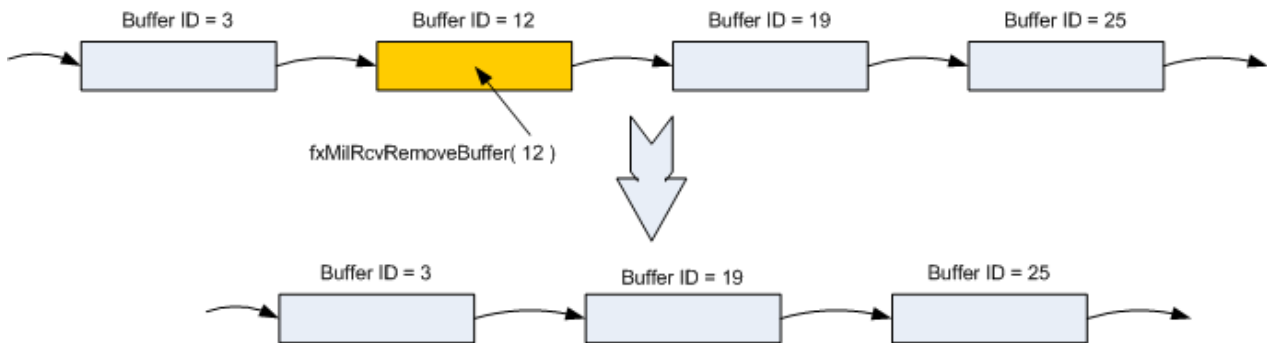 Buffer ID = 3
Buffer ID = 12
Buffer ID = 19
Buffer ID = 25
fxMilRcvRemoveBuffer( 12 )
Buffer ID = 3
Buffer ID = 19
Buffer ID = 25